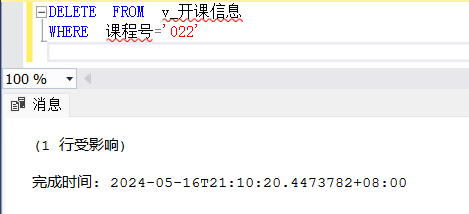 DELETE FROM v_开课信息
WHERE 课程号='022'
100 %
消息
(1 行受影响)
完成时间: 2024-05-16T21:10:20.4473782+08:00